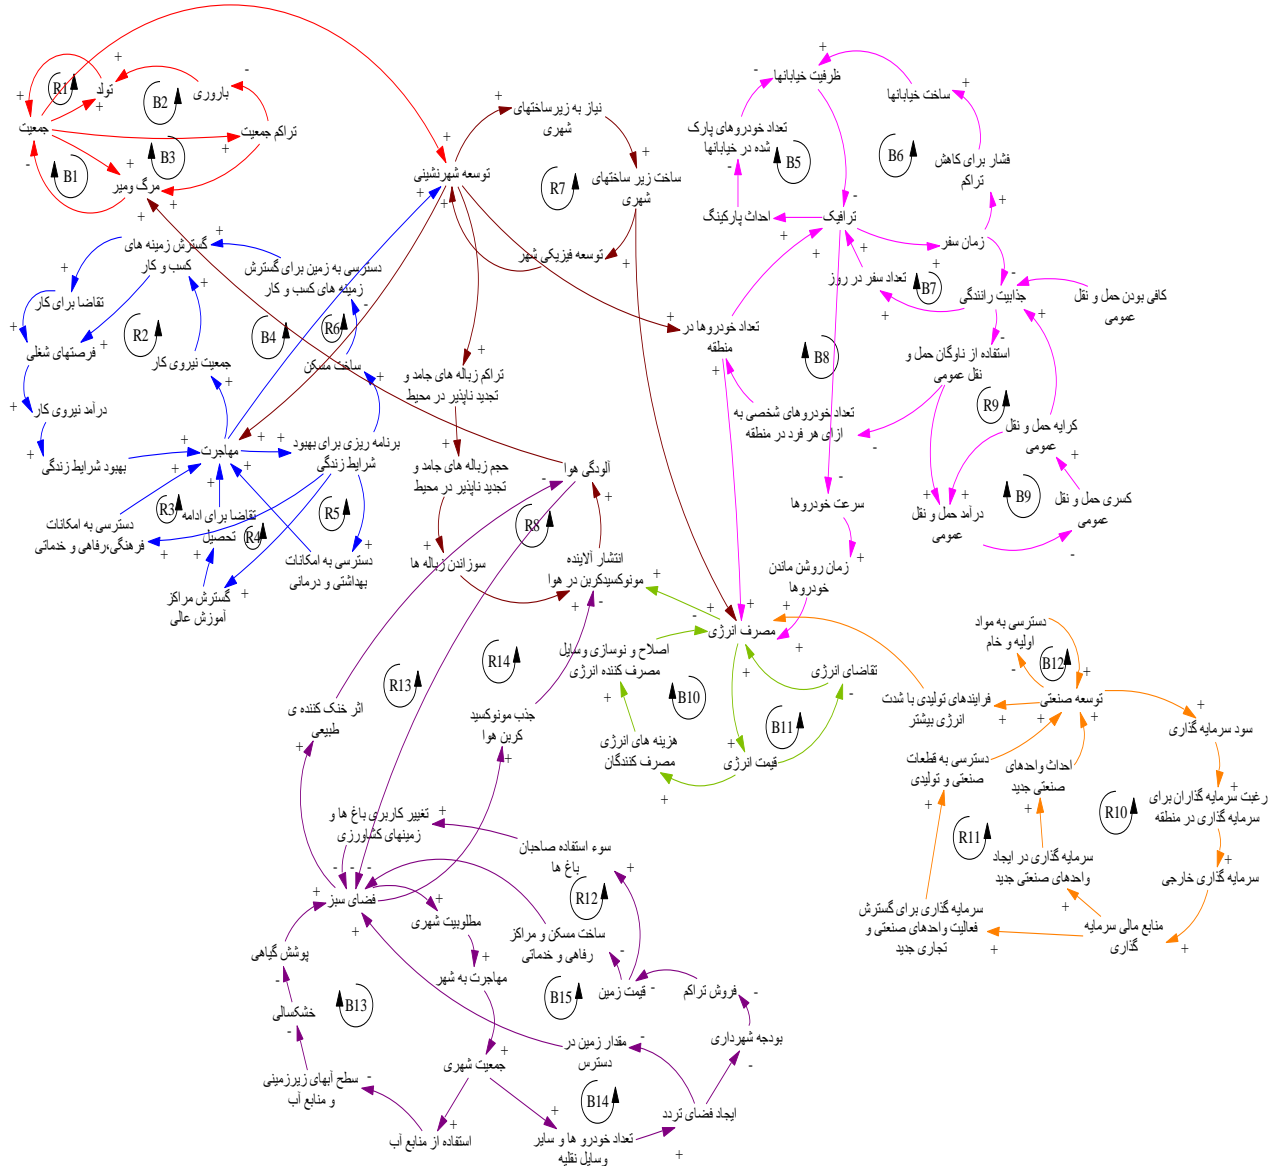 تولد
باروری
جمعیت
تراکم جمعیت
مرگ ومیر
R1
B2
B3
B1
نیاز به زیرساختهای
شهری
توسعه شهرنشینی
ساخت زیر ساختهای
شهری
R7
توسعه فیزیکی شهر
ظرفیت خیابانها
ساخت خیابانها
تعداد خودروهای پارک
شده در خیابانها
B5
B6
فشار برای کاهش
تراکم
احداث پارکینگ
ترافیک
زمان سفر
تعداد سفر در روز
B7
جذابیت رانندگی
کافی بودن حمل و نقل
عمومی
تعداد خودروها در
منطقه
B8
استفاده از ناوگان حمل و
نقل عمومی
R9
تعداد خودروهای شخصی به
ازای هر فرد در منطقه
کرایه حمل و نقل
عمومی
B9
کسری حمل و نقل
عمومی
درآمد حمل و نقل
عمومی
سرعت خودروها
زمان روشن ماندن
خودروها
گسترش زمینه های
کسب و کار
دسترسی به زمین برای گسترش
زمینه های کسب و کار
تقاضا برای کار
R2
B4
R6
فرصتهای شغلی
جمعیت نیروی کار
ساخت مسکن
درآمد نیروی کار
بهبود شرایط زندگی
مهاجرت
برنامه ریزی برای بهبود
شرایط زندگی
R3
R4
R5
دسترسی به امکانات
فرهنگی،رفاهی و خدماتی
تقاضا برای ادامه
تحصیل
دسترسی به امکانات
بهداشتی و درمانی
گسترش مراکز
آموزش عالی
تراکم زباله های جامد و
تجدید ناپذیر در محیط
حجم زباله های جامد و
تجدید ناپذیر در محیط
سوزاندن زباله ها
آلودگی هوا
R8
انتشار آلاینده
مونوکسیدکربن در هوا
مصرف انرژی
اصلاح و نوسازی وسایل
مصرف کننده انرژی
تقاضای انرژی
B10
B11
هزینه های انرژی
مصرف کنندگان
قیمت انرژی
دسترسی به مواد
اولیه و خام
B12
توسعه صنعتی
فرایندهای تولیدی با شدت
انرژی بیشتر
سود سرمایه گذاری
دسترسی به قطعات
صنعتی و تولیدی
احداث واحدهای
صنعتی جدید
رغبت سرمایه گذاران برای
سرمایه گذاری در منطقه
R10
R11
سرمایه گذاری در ایجاد
واحدهای صنعتی جدید
سرمایه گذاری خارجی
سرمایه گذاری برای گسترش
فعالیت واحدهای صنعتی و
تجاری جدید
منابع مالی سرمایه
گذاری
R13
R14
اثر خنک کننده ی
طبیعی
جذب مونوکسید
کربن هوا
تغییر کاربری باغ ها و
زمینهای کشاورزی
سوء استفاده صاحبان
باغ ها
R12
فضای سبز
مطلوبیت شهری
ساخت مسکن و مراکز
رفاهی و خدماتی
پوشش گیاهی
مهاجرت به شهر
B15
قیمت زمین
فروش تراکم
خشکسالی
B13
بودجه شهرداری
سطح آبهای زیرزمینی
و منابع آب
جمعیت شهری
مقدار زمین در
دسترس
B14
ایجاد فضای تردد
استفاده از منابع آب
تعداد خودرو ها و سایر
وسایل نقلیه